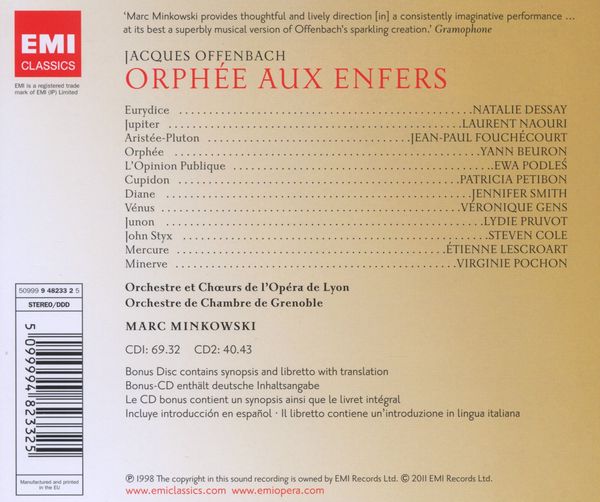 'Marc Minkowski provides thoughtful and lively direction [in] a consistently imaginative performance ...
at its best a superbly musical version of Offenbach's sparkling creation.' Gramophone
EMI
CLASSICS
EMI is a registered trade
mark of EMI (IP) Limited
JACQUES OFFENBACH
ORPHÉE AUX ENFERS
Eurydice NATALIE DESSAY
Jupiter LAURENT NAOURI
Aristée-Pluton JEAN-PAUL FOUCHÉCOURT
Orphée YANN BEURON
L'Opinion Publique EWA PODLEŚ
Cupidon PATRICIA PETIBON
Diane JENNIFER SMITH
Vénus VÉRONIQUE GENS
Junon LYDIE PRUVOT
John Styx STEVEN COLE
Mercure ÉTIENNE LESCROART
Minerve VIRGINIE POCHON
Orchestre et Chœurs de l'Opéra de Lyon
Orchestre de Chambre de Grenoble
MARC MINKOWSKI
CD1: 69.32 CD2: 40.43
Bonus Disc contains synopsis and libretto with translation
Bonus-CD enthält deutsche Inhaltsangabe
Le CD bonus contient un synopsis ainsi que le livret intégral
Incluye introducción en español · Il libretto contiene un'introduzione in lingua italiana
50999 9 48233 2 5
STEREO/DDD
5 099994 823325
Manufactured and printed
in the EU
℗ 1998 The copyright in this sound recording is owned by EMI Records Ltd. © 2011 EMI Records Ltd.
www.emiclassics.com www.emiopera.com